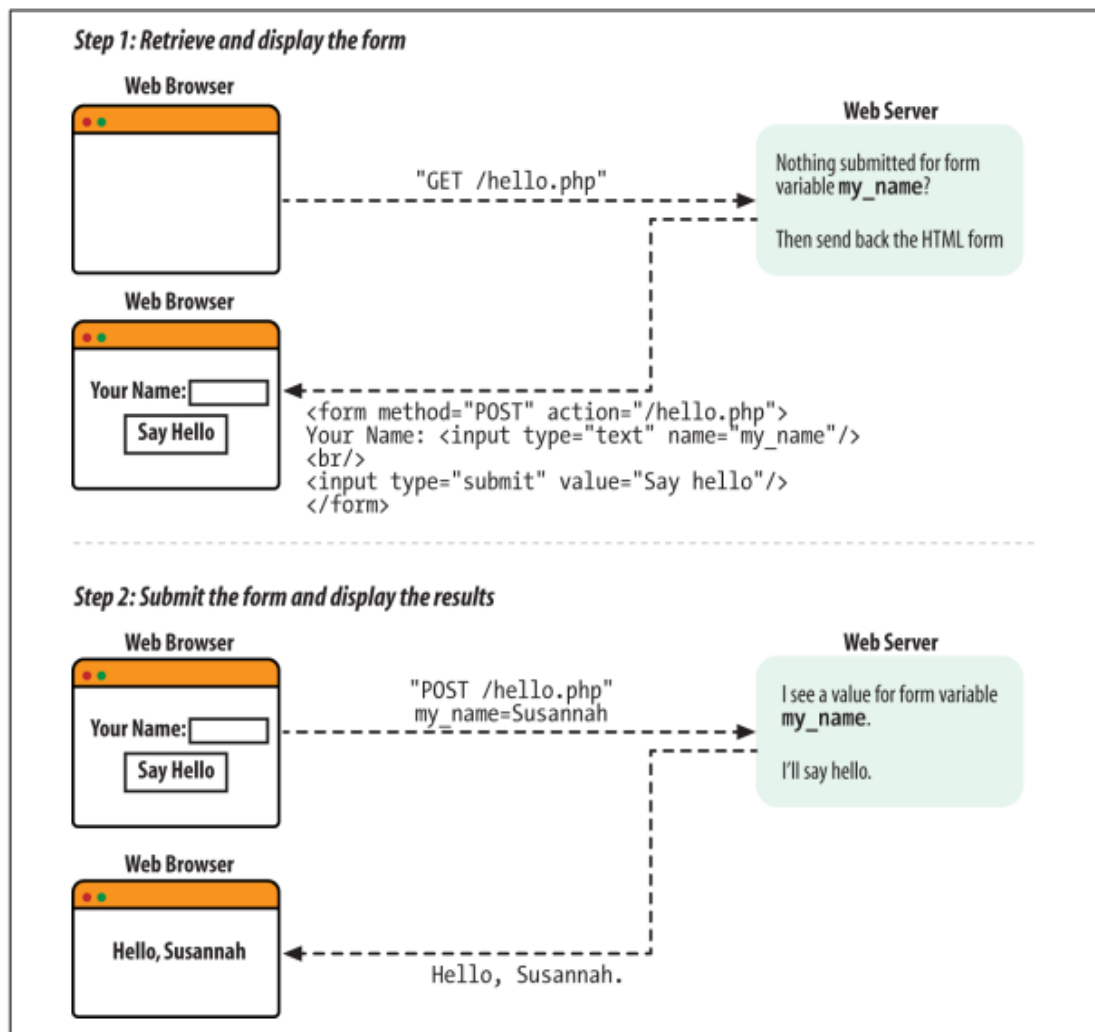 Step 1: Retrieve and display the form
Web Browser
Web Server
"GET /hello.php"
Nothing submitted for form
variable my_name?
Then send back the HTML form
Web Browser
Your Name:
Say Hello
<form method="POST" action="/hello.php">
Your Name: <input type="text" name="my_name"/>
<br/>
<input type="submit" value="Say hello"/>
</form>
Step 2: Submit the form and display the results
Web Browser
Web Server
Your Name:
Say Hello
"POST /hello.php"
my_name=Susannah
I see a value for form variable
my_name.
I'll say hello.
Web Browser
Hello, Susannah
Hello, Susannah.